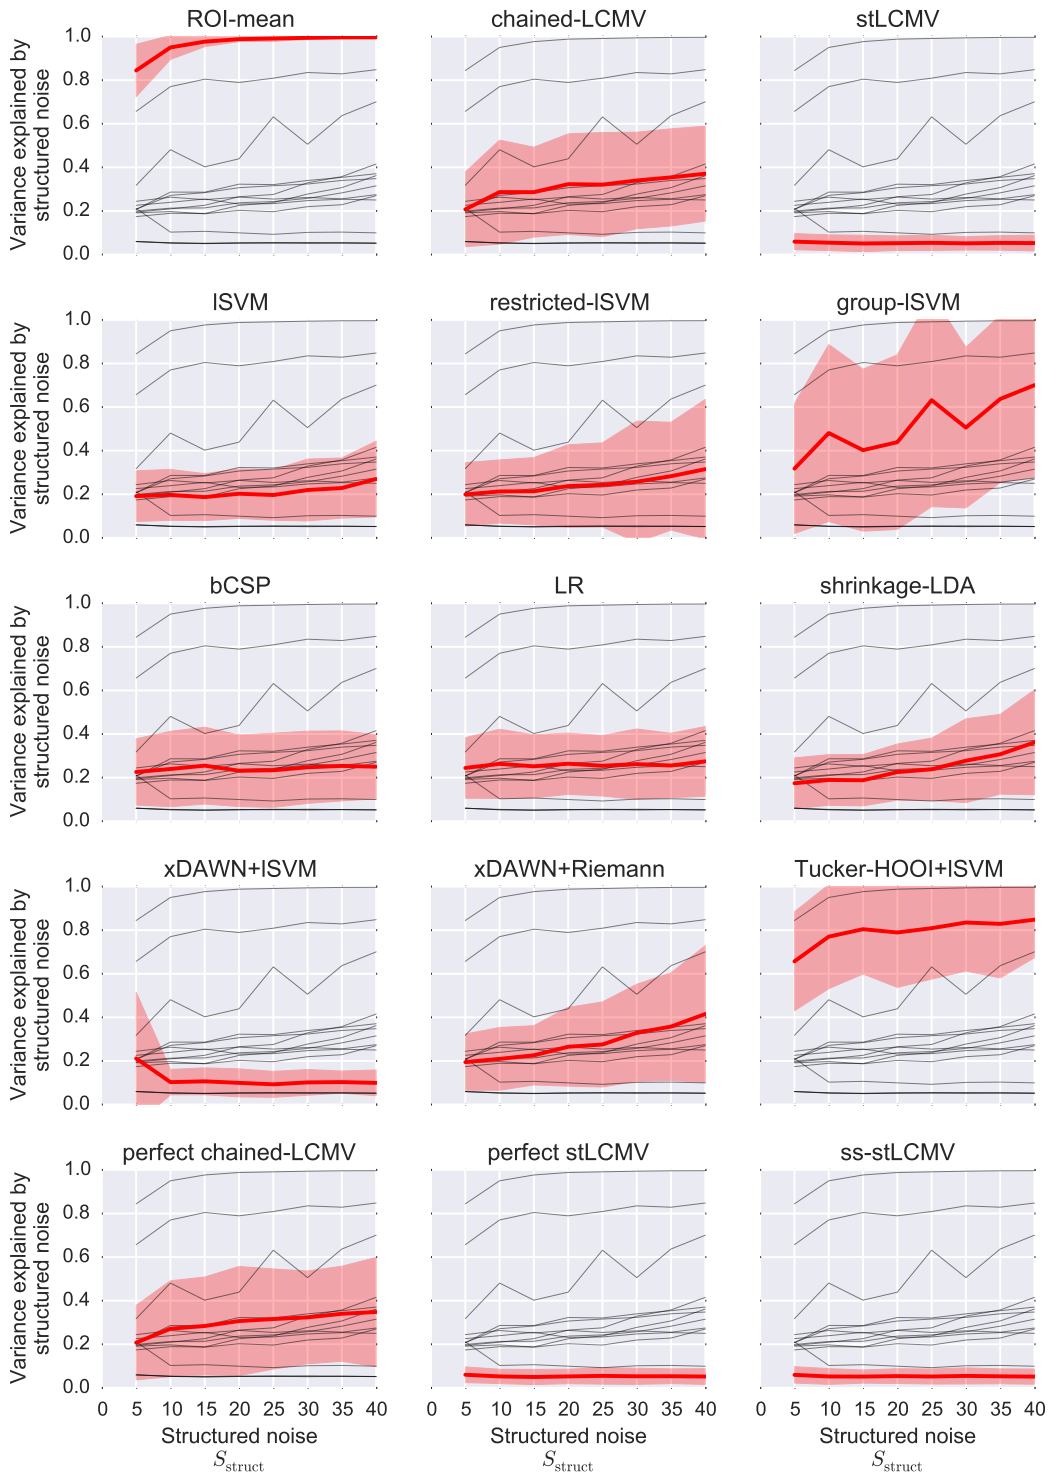 ROI-mean chained-LCMV stLCMV
Variance explained by
structured noise
1.0
0.8
0.6
0.4
0.2
0.0
lSVM restricted-lSVM group-lSVM
Variance explained by
structured noise
1.0
0.8
0.6
0.4
0.2
0.0
bCSP LR shrinkage-LDA
Variance explained by
structured noise
1.0
0.8
0.6
0.4
0.2
0.0
xDAWN+lSVM xDAWN+Riemann Tucker-HOOI+lSVM
Variance explained by
structured noise
1.0
0.8
0.6
0.4
0.2
0.0
perfect chained-LCMV perfect stLCMV ss-stLCMV
Variance explained by
structured noise
1.0
0.8
0.6
0.4
0.2
0.0
0 5 10 15 20 25 30 35 40 0 5 10 15 20 25 30 35 40 0 5 10 15 20 25 30 35 40
Structured noise Structured noise Structured noise
S_struct S_struct S_struct